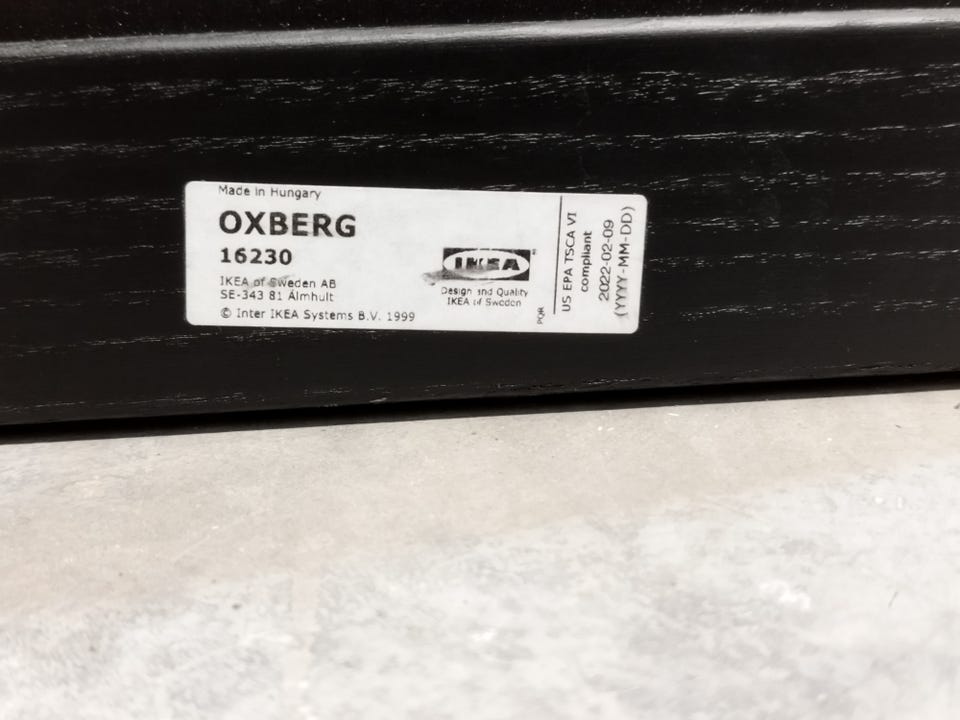 Made in Hungary
OXBERG
16230
IKEA of Sweden AB
SE-343 81 Älmhult
© Inter IKEA Systems B.V. 1999
IKEA®
Design and Quality
IKEA of Sweden
PQR
US EPA TSCA VI
compliant
2022-02-09
(YYYY-MM-DD)